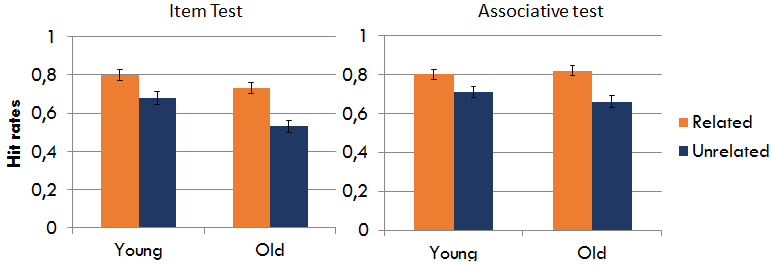 Item Test
Associative test
Hit rates
1
0,8
0,6
0,4
0,2
0
Young
Old
1
0,8
0,6
0,4
0,2
0
Young
Old
Related
Unrelated